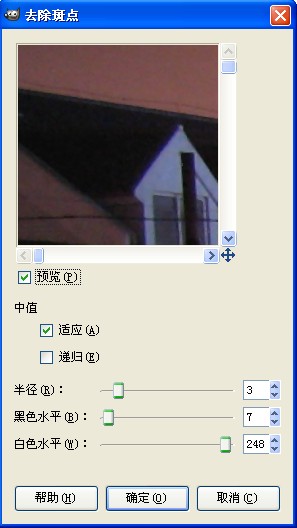 去除斑点
预览(P)
中值
适应(A)
递归(E)
半径(R)： 3
黑色水平(B)： 7
白色水平(W)： 248
帮助(H) 确定(O) 取消(C)